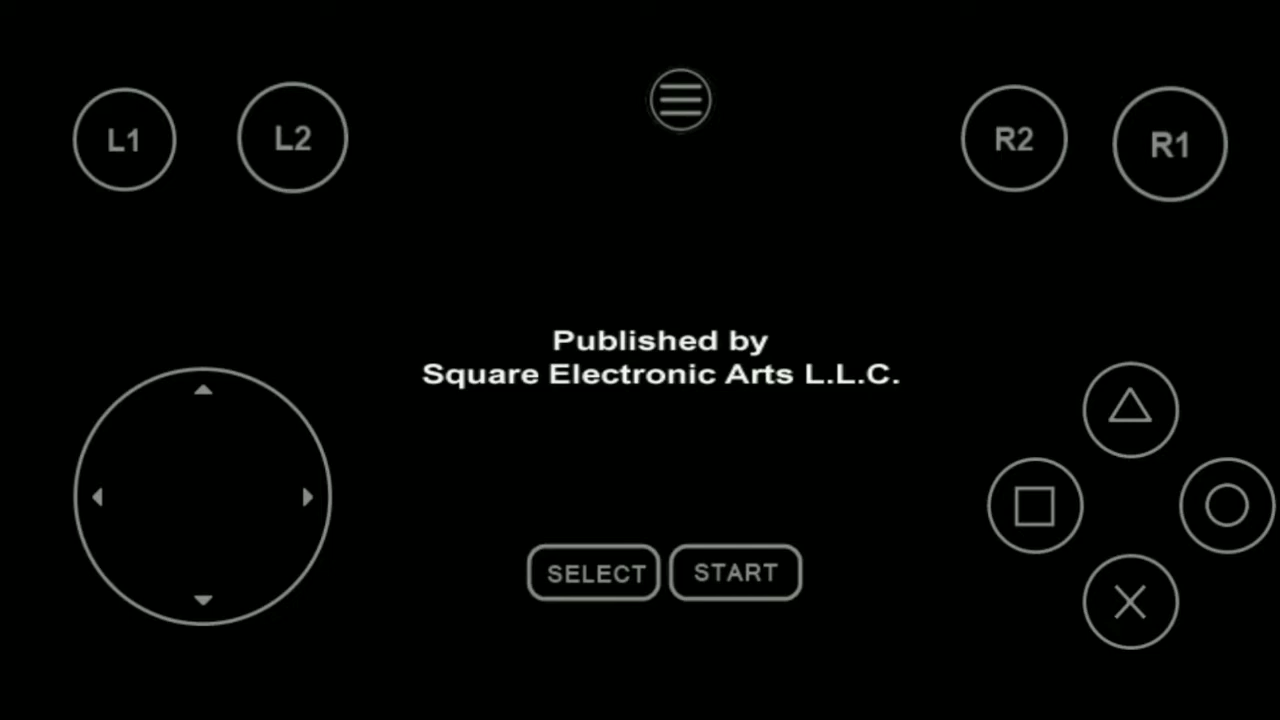 L1
L2
R2
R1
Published by
Square Electronic Arts L.L.C.
SELECT
START